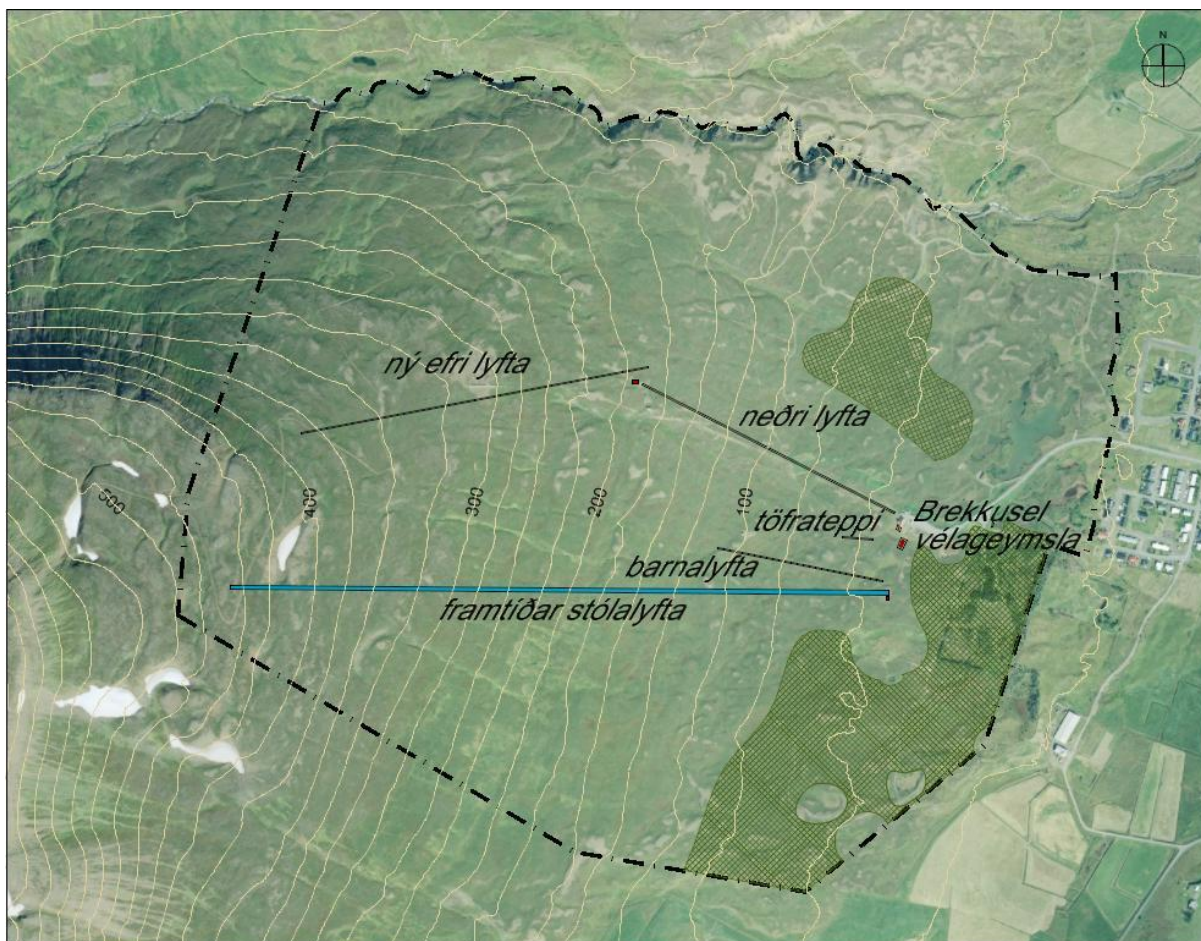 N
ný efri lyfta
neðri lyfta
500
400
300
200
100
töfrateppi
Brekkusel
vélageymsla
barnalyfta
framtíðar stólalyfta